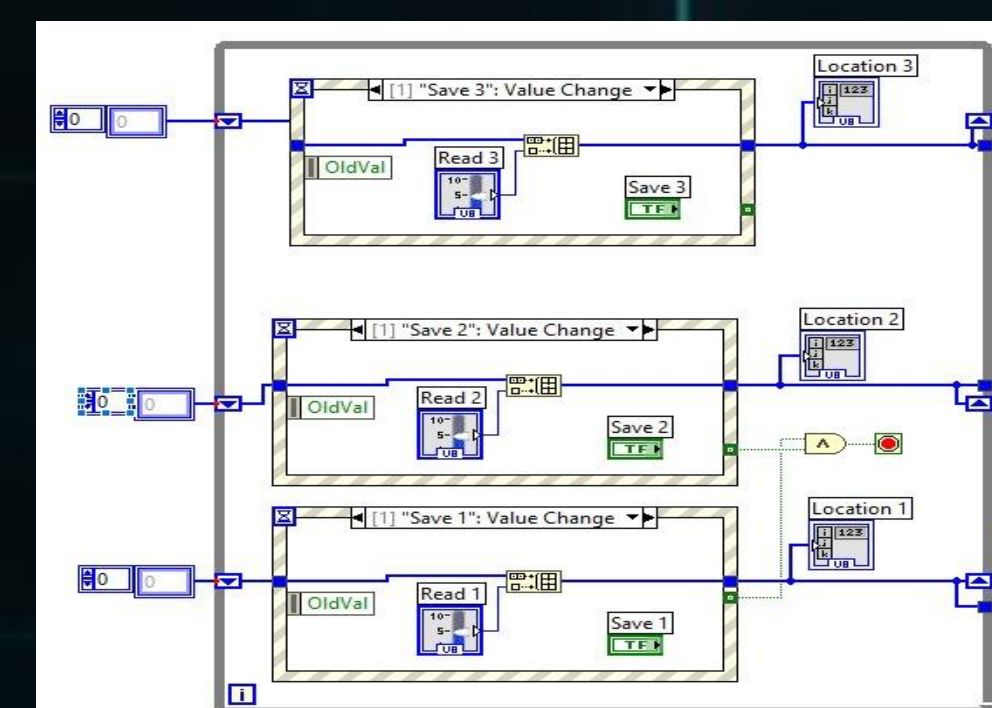 Location 3
[1] "Save 3": Value Change
123
i
j
k
U8
0
0
OldVal
Read 3
10-
5-
U8
Save 3
TF
Location 2
[1] "Save 2": Value Change
123
i
j
k
U8
0
0
OldVal
Read 2
10-
5-
U8
Save 2
TF
Location 1
[1] "Save 1": Value Change
123
i
j
k
U8
0
0
OldVal
Read 1
10-
5-
U8
Save 1
TF
i